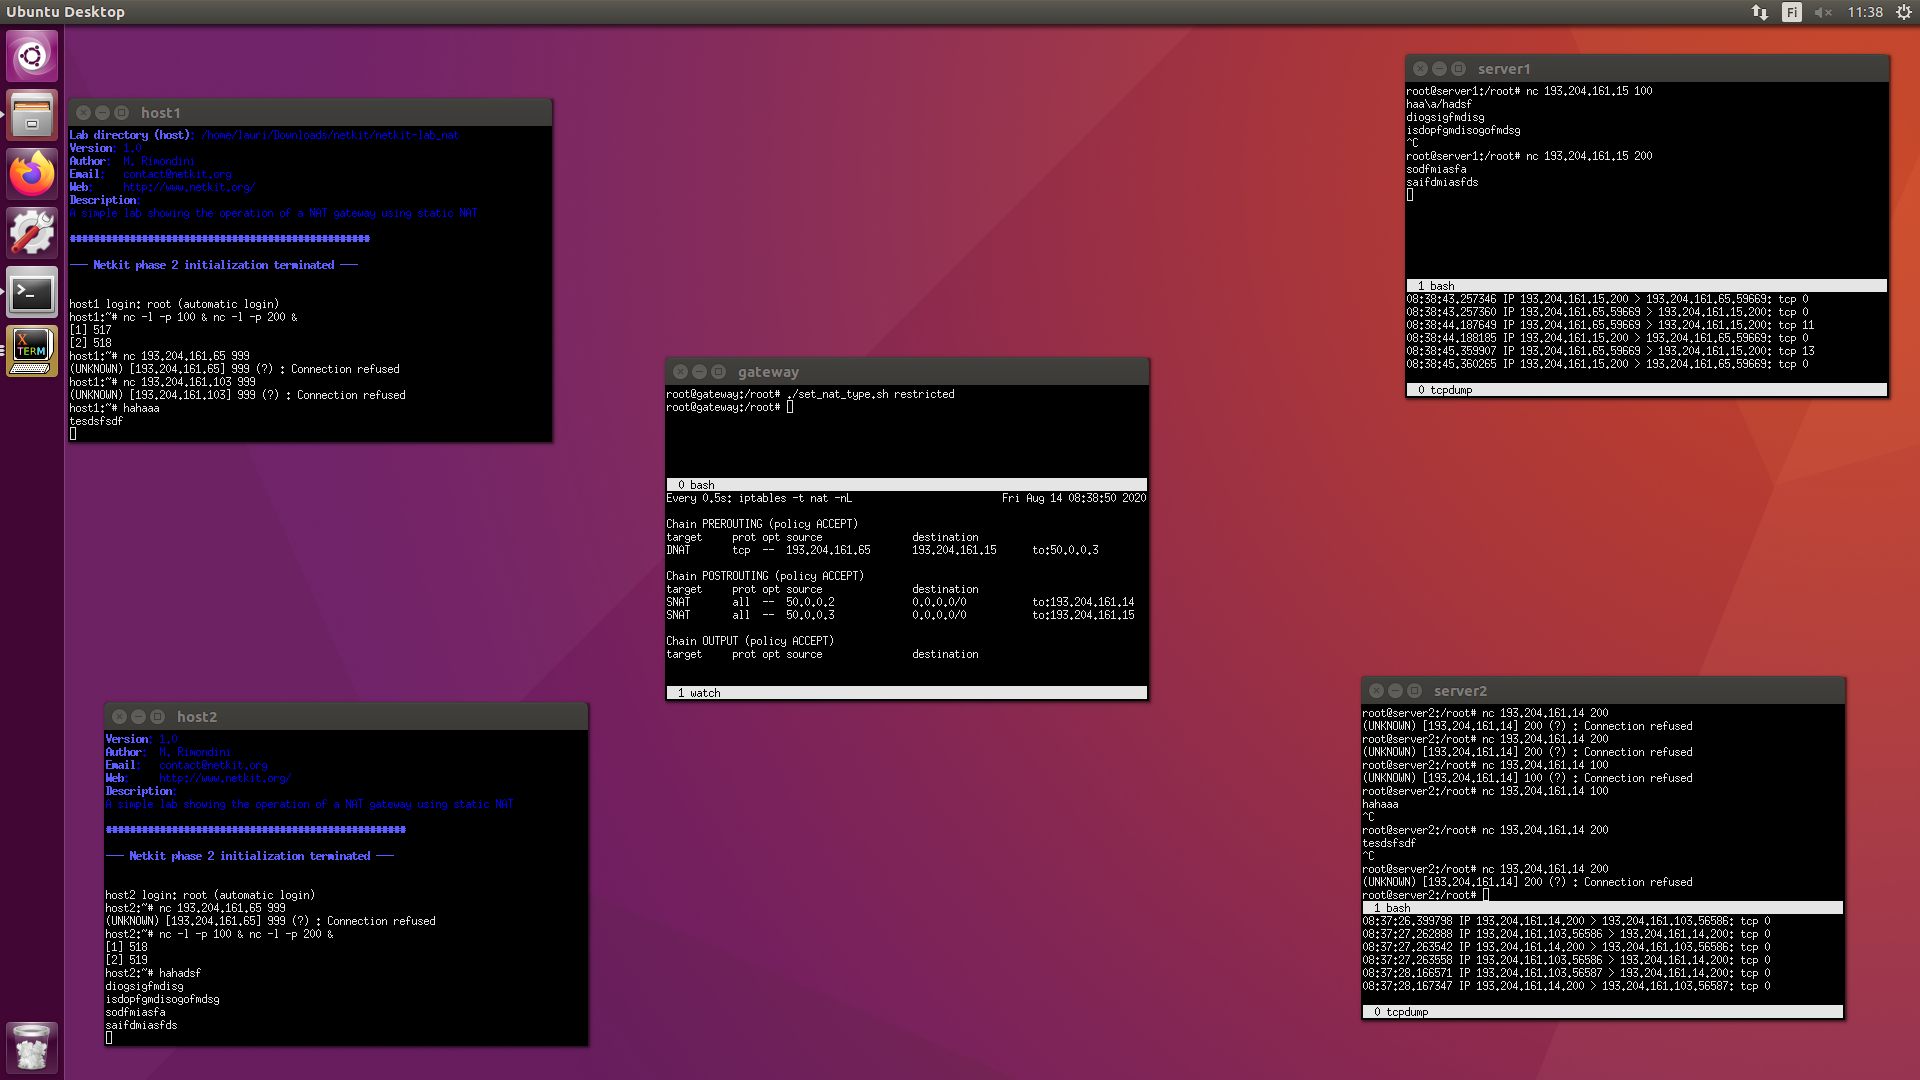 Ubuntu Desktop
Fi
11:38
host1
Lab directory (host): /home/lauri/Downloads/netkit/netkit-lab_nat
Version: 1.0
Author: M. Rimondini
Email: contact@netkit.org
Web: http://www.netkit.org/
Description:
A simple lab showing the operation of a NAT gateway using static NAT
##################################################
--- Netkit phase 2 initialization terminated ---
host1 login: root (automatic login)
host1:~# nc -l -p 100 & nc -l -p 200 &
[1] 517
[2] 518
host1:~# nc 193.204.161.65 999
(UNKNOWN) [193.204.161.65] 999 (?) : Connection refused
host1:~# nc 193.204.161.103 999
(UNKNOWN) [193.204.161.103] 999 (?) : Connection refused
host1:~# hahaaa
tesdsfsdf
XTERM
server1
root@server1:/root# nc 193.204.161.15 100
haa\a/hadsf
diogsigfmdisg
isdopfgmdisogofmdsg
^C
root@server1:/root# nc 193.204.161.15 200
sodfmiasfa
saifdmiasfds
1 bash
08:38:43.257346 IP 193.204.161.15.200 > 193.204.161.65.59669: tcp 0
08:38:43.257360 IP 193.204.161.65.59669 > 193.204.161.15.200: tcp 0
08:38:44.187649 IP 193.204.161.65.59669 > 193.204.161.15.200: tcp 11
08:38:44.188185 IP 193.204.161.15.200 > 193.204.161.65.59669: tcp 0
08:38:45.359907 IP 193.204.161.65.59669 > 193.204.161.15.200: tcp 13
08:38:45.360265 IP 193.204.161.15.200 > 193.204.161.65.59669: tcp 0
0 tcpdump
gateway
root@gateway:/root# ./set_nat_type.sh restricted
root@gateway:/root#
0 bash
Every 0.5s: iptables -t nat -nL Fri Aug 14 08:38:50 2020
Chain PREROUTING (policy ACCEPT)
target prot opt source destination
DNAT tcp -- 193.204.161.65 193.204.161.15 to:50.0.0.3
Chain POSTROUTING (policy ACCEPT)
target prot opt source destination
SNAT all -- 50.0.0.2 0.0.0.0/0 to:193.204.161.14
SNAT all -- 50.0.0.3 0.0.0.0/0 to:193.204.161.15
Chain OUTPUT (policy ACCEPT)
target prot opt source destination
1 watch
host2
Version: 1.0
Author: M. Rimondini
Email: contact@netkit.org
Web: http://www.netkit.org/
Description:
A simple lab showing the operation of a NAT gateway using static NAT
##################################################
--- Netkit phase 2 initialization terminated ---
host2 login: root (automatic login)
host2:~# nc 193.204.161.65 999
(UNKNOWN) [193.204.161.65] 999 (?) : Connection refused
host2:~# nc -l -p 100 & nc -l -p 200 &
[1] 518
[2] 519
host2:~# hahadsf
diogsigfmdisg
isdopfgmdisogofmdsg
sodfmiasfa
saifdmiasfds
server2
root@server2:/root# nc 193.204.161.14 200
(UNKNOWN) [193.204.161.14] 200 (?) : Connection refused
root@server2:/root# nc 193.204.161.14 200
(UNKNOWN) [193.204.161.14] 200 (?) : Connection refused
root@server2:/root# nc 193.204.161.14 100
(UNKNOWN) [193.204.161.14] 100 (?) : Connection refused
root@server2:/root# nc 193.204.161.14 100
hahaaa
^C
root@server2:/root# nc 193.204.161.14 200
tesdsfsdf
^C
root@server2:/root# nc 193.204.161.14 200
(UNKNOWN) [193.204.161.14] 200 (?) : Connection refused
root@server2:/root#
1 bash
08:37:26.399798 IP 193.204.161.14.200 > 193.204.161.103.56586: tcp 0
08:37:27.262888 IP 193.204.161.103.56586 > 193.204.161.14.200: tcp 0
08:37:27.263542 IP 193.204.161.14.200 > 193.204.161.103.56586: tcp 0
08:37:27.263558 IP 193.204.161.103.56586 > 193.204.161.14.200: tcp 0
08:37:28.166571 IP 193.204.161.103.56587 > 193.204.161.14.200: tcp 0
08:37:28.167347 IP 193.204.161.14.200 > 193.204.161.103.56587: tcp 0
0 tcpdump